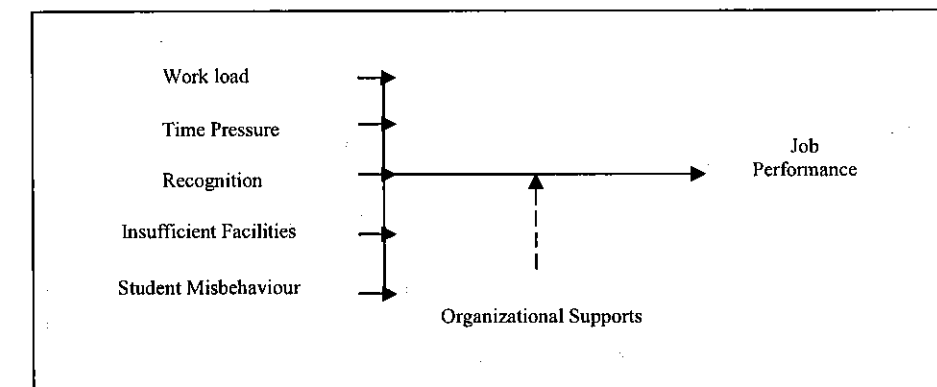 Work load
Time Pressure
Recognition
Insufficient Facilities
Student Misbehaviour
Job
Performance
Organizational Supports